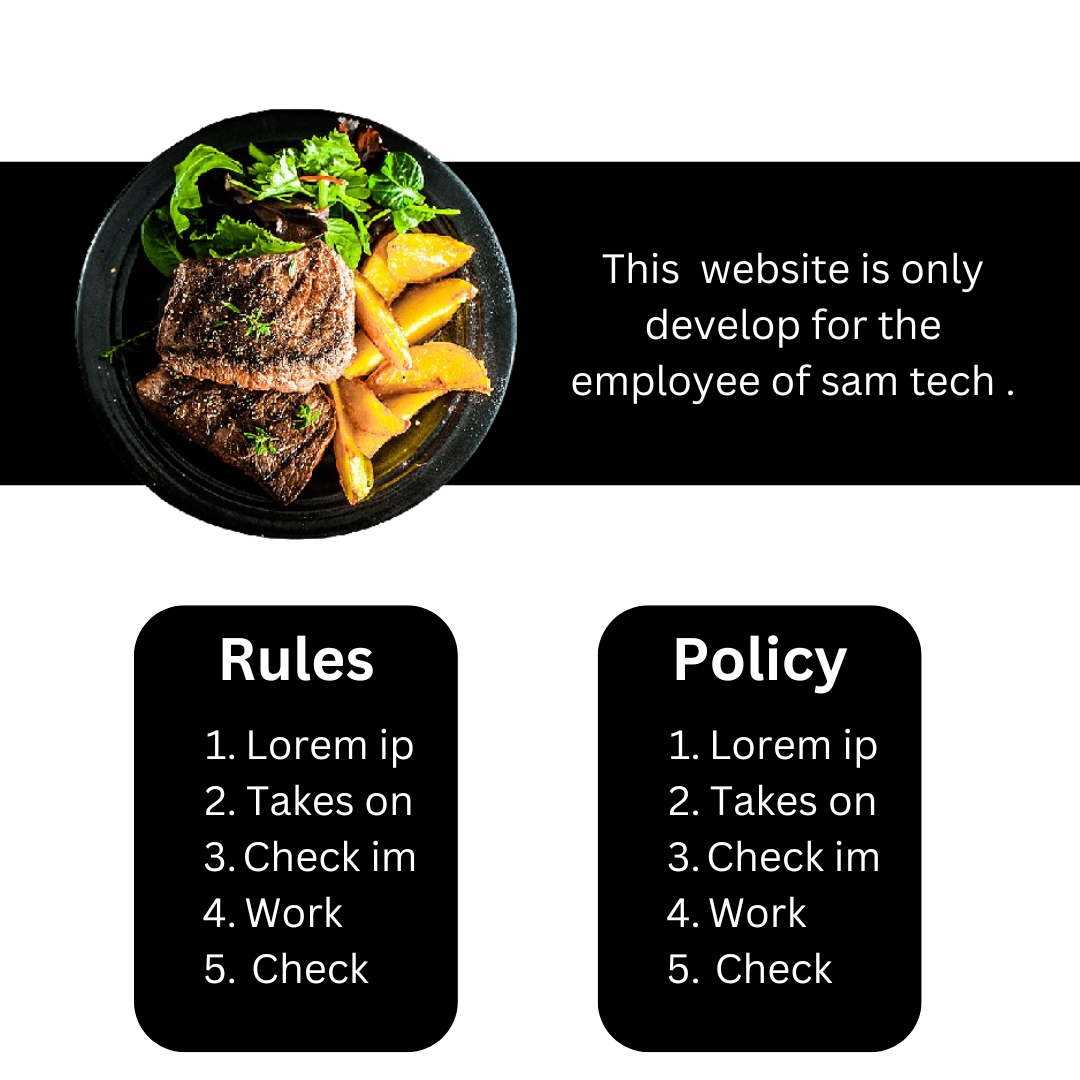 This  website is only
develop for the
employee of sam tech .
Rules
1. Lorem ip
2. Takes on
3. Check im
4. Work
5. Check
Policy
1. Lorem ip
2. Takes on
3. Check im
4. Work
5. Check